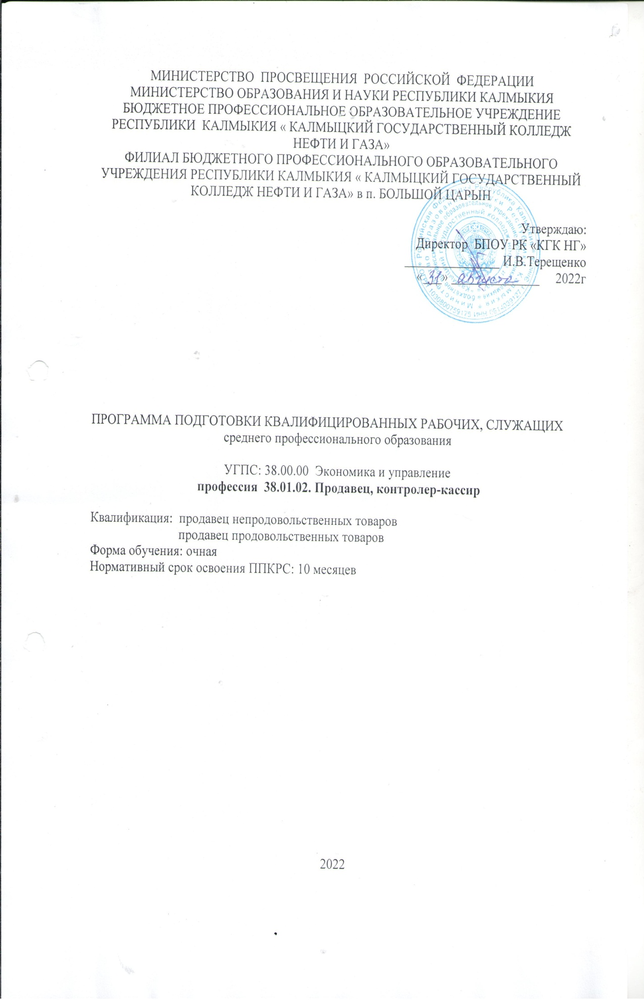 МИНИСТЕРСТВО ПРОСВЕЩЕНИЯ РОССИЙСКОЙ ФЕДЕРАЦИИ
МИНИСТЕРСТВО ОБРАЗОВАНИЯ И НАУКИ РЕСПУБЛИКИ КАЛМЫКИЯ
БЮДЖЕТНОЕ ПРОФЕССИОНАЛЬНОЕ ОБРАЗОВАТЕЛЬНОЕ УЧРЕЖДЕНИЕ
РЕСПУБЛИКИ КАЛМЫКИЯ « КАЛМЫЦКИЙ ГОСУДАРСТВЕННЫЙ КОЛЛЕДЖ
НЕФТИ И ГАЗА»
ФИЛИАЛ БЮДЖЕТНОГО ПРОФЕССИОНАЛЬНОГО ОБРАЗОВАТЕЛЬНОГО
УЧРЕЖДЕНИЯ РЕСПУБЛИКИ КАЛМЫКИЯ « КАЛМЫЦКИЙ ГОСУДАРСТВЕННЫЙ
КОЛЛЕДЖ НЕФТИ И ГАЗА» в п. БОЛЬШОЙ ЦАРЫН
Утверждаю:
Директор БПОУ РК «КГК НГ»
______________ И.В.Терещенко
«31» августа 2022г
ПРОГРАММА ПОДГОТОВКИ КВАЛИФИЦИРОВАННЫХ РАБОЧИХ, СЛУЖАЩИХ
среднего профессионального образования
УГПС: 38.00.00 Экономика и управление
профессия 38.01.02. Продавец, контролер-кассир
Квалификация: продавец непродовольственных товаров
продавец продовольственных товаров
Форма обучения: очная
Нормативный срок освоения ППКРС: 10 месяцев
2022